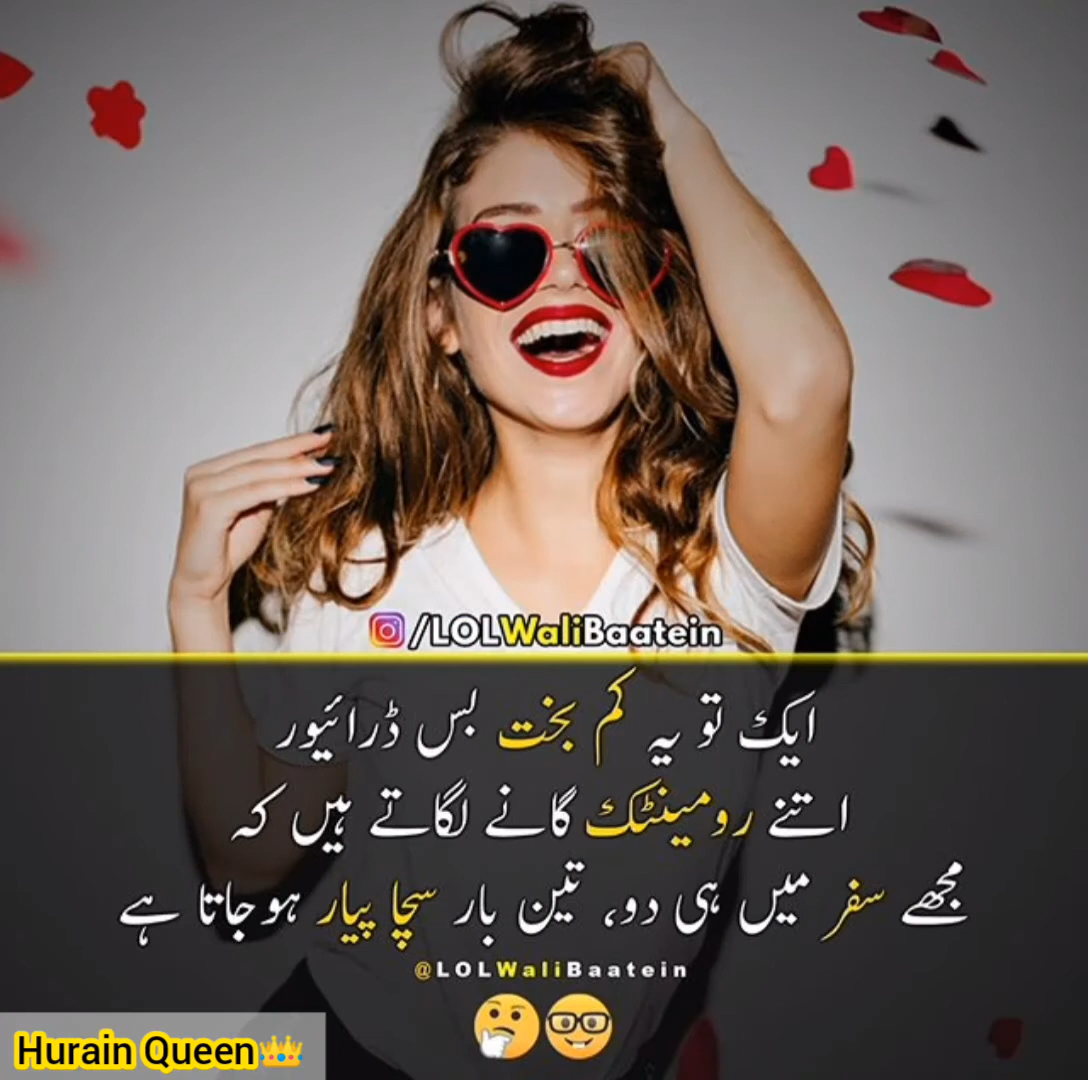 /LOLWaliBaatein
ایک تو یہ کم بخت بس ڈرائیور
اتنے رومینٹک گانے لگاتے ہیں کہ
مجھے سفر میں ہی دو، تین بار سچا پیار ہو جاتا ہے
@LOLWaliBaatein
Hurain Queen👑